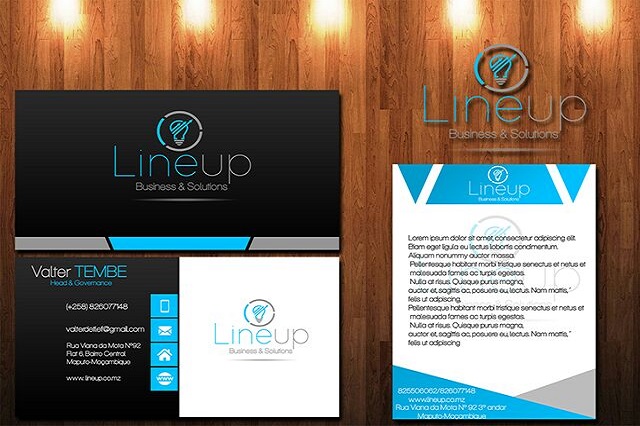 Lineup
Business & Solutions
Lineup
Business & Solutions
Valter TEMBE
Head & Governance
(+258) 826077148
valterdeltef@gmail.com
Rua Viana da Mota Nº92
Flat 6, Bairro Central
Maputo-Moçambique
www.lineup.co.mz
www
Lineup
Business & Solutions
Lineup
Business & Solutions
Lorem ipsum dolor sit amet, consectetur adipiscing elit.
Etiam eget ligula eu lectus lobortis condimentum.
Aliquam nonummy auctor massa.
Pellentesque habitant morbi tristique senectus et netus et
malesuada fames ac turpis egestas.
Nulla at risus. Quisque purus magna,
auctor et, sagittis ac, posuere eu, lectus. Nam mattis,
felis ut adipiscing.
Pellentesque habitant morbi tristique senectus et netus et
malesuada fames ac turpis egestas.
Nulla at risus. Quisque purus magna,
auctor et, sagittis ac, posuere eu, lectus. Nam mattis,
felis ut adipiscing
Lineup
825506062/826077148
www.lineup.co.mz
Rua Viana da Mota Nº 92 3º andar
Maputo - Moçambique